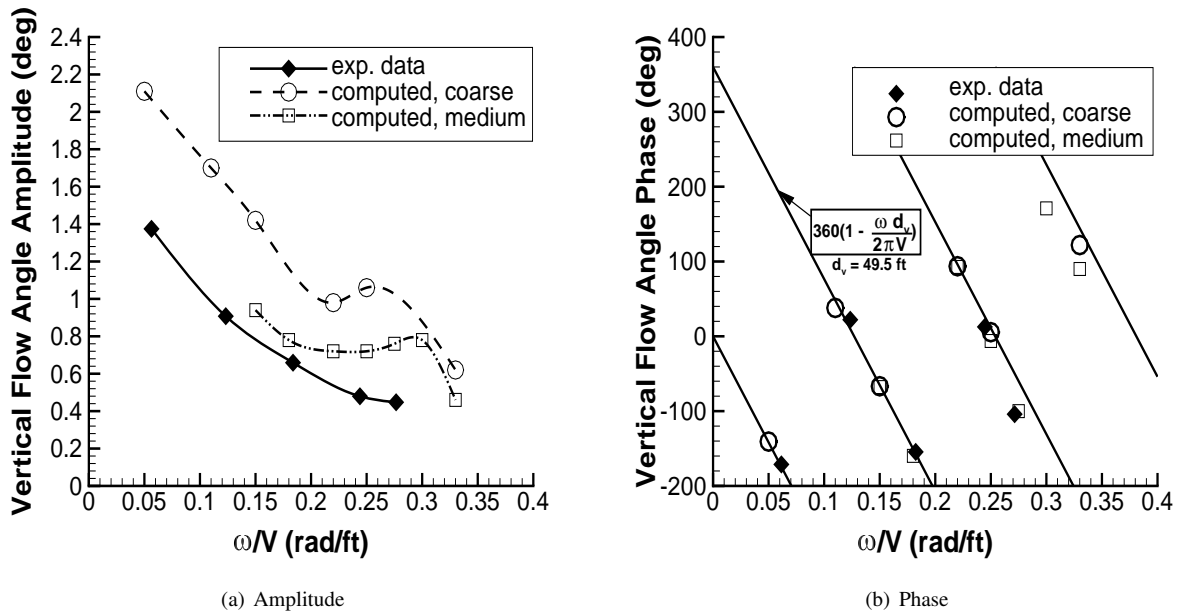 Vertical Flow Angle Amplitude (deg)
2.4
2.2
2
1.8
1.6
1.4
1.2
1
0.8
0.6
0.4
0.2
0
0 0.05 0.1 0.15 0.2 0.25 0.3 0.35 0.4
ω/V (rad/ft)
exp. data
computed, coarse
computed, medium
(a) Amplitude
Vertical Flow Angle Phase (deg)
400
300
200
100
0
-100
-200
0 0.05 0.1 0.15 0.2 0.25 0.3 0.35 0.4
ω/V (rad/ft)
exp. data
computed, coarse
computed, medium
360(1 - ω dᵥ/2πV)
dᵥ = 49.5 ft
(b) Phase